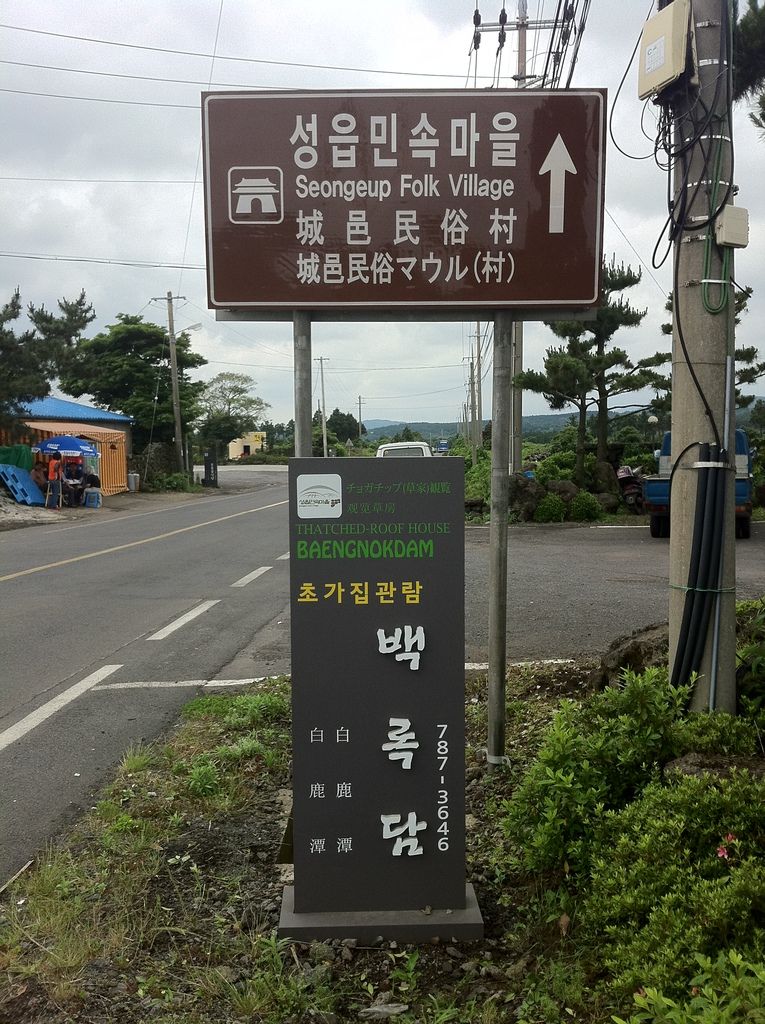 성읍민속마을
Seongeup Folk Village
城邑民俗村
城邑民俗マウル(村)
チョガチップ(草家)観覧
观览草房
THATCHED-ROOF HOUSE
BAENGNOKDAM
초가집관람
백록담
787-3646
白鹿潭
白鹿潭